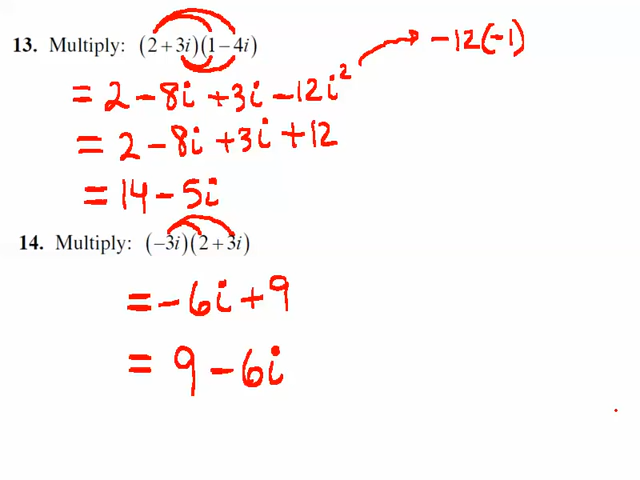 13. Multiply: (2 + 3i)(1 − 4i) → −12(−1)
= 2 − 8i + 3i − 12i²
= 2 − 8i + 3i + 12
= 14 − 5i
14. Multiply: (−3i)(2 + 3i)
= −6i + 9
= 9 − 6i